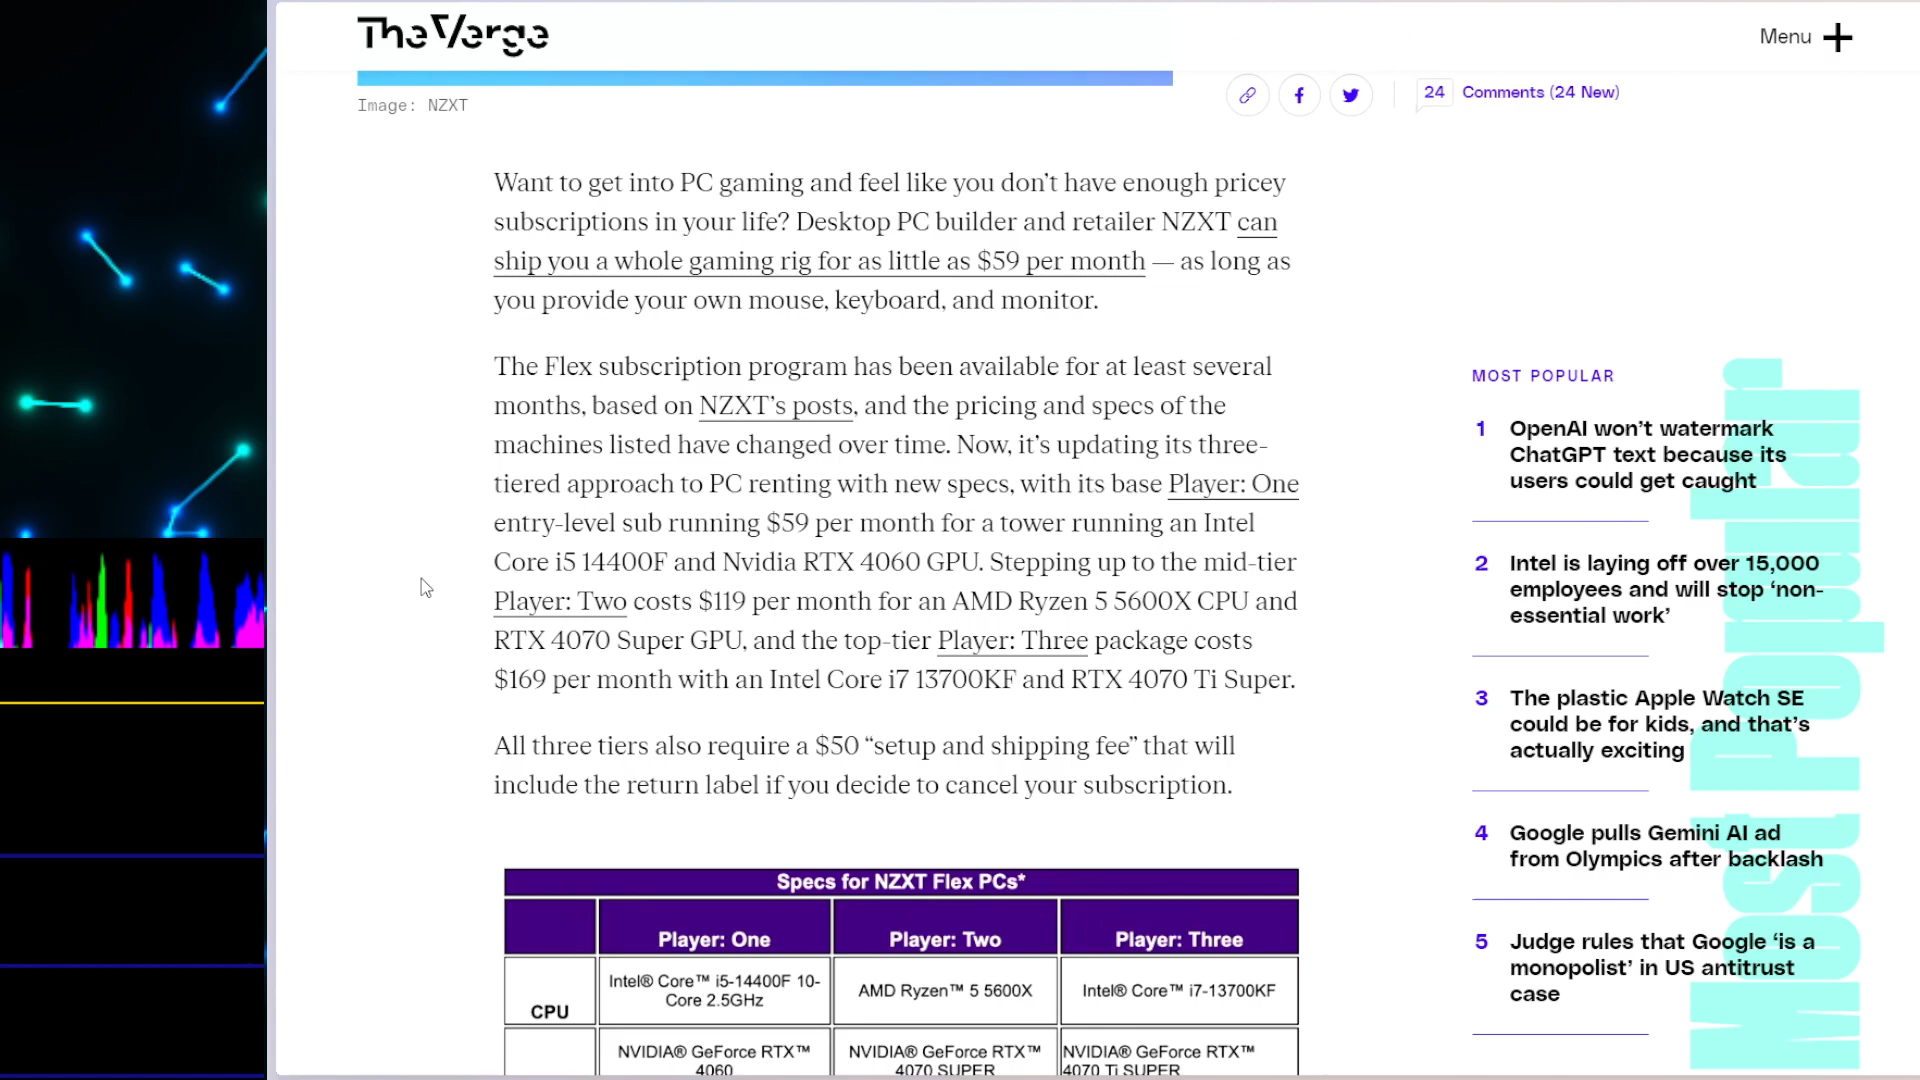 TheVerge
Menu
Image: NZXT
24 Comments (24 New)
Want to get into PC gaming and feel like you don’t have enough pricey
subscriptions in your life? Desktop PC builder and retailer NZXT can
ship you a whole gaming rig for as little as $59 per month — as long as
you provide your own mouse, keyboard, and monitor.
The Flex subscription program has been available for at least several
months, based on NZXT’s posts, and the pricing and specs of the
machines listed have changed over time. Now, it’s updating its three-
tiered approach to PC renting with new specs, with its base Player: One
entry-level sub running $59 per month for a tower running an Intel
Core i5 14400F and Nvidia RTX 4060 GPU. Stepping up to the mid-tier
Player: Two costs $119 per month for an AMD Ryzen 5 5600X CPU and
RTX 4070 Super GPU, and the top-tier Player: Three package costs
$169 per month with an Intel Core i7 13700KF and RTX 4070 Ti Super.
All three tiers also require a $50 “setup and shipping fee” that will
include the return label if you decide to cancel your subscription.
Specs for NZXT Flex PCs*
Player: One
Player: Two
Player: Three
CPU
Intel® Core™ i5-14400F 10-
Core 2.5GHz
AMD Ryzen™ 5 5600X
Intel® Core™ i7-13700KF
NVIDIA® GeForce RTX™
4060
NVIDIA® GeForce RTX™
4070 SUPER
NVIDIA® GeForce RTX™
4070 Ti SUPER
MOST POPULAR
1 OpenAI won’t watermark
ChatGPT text because its
users could get caught
2 Intel is laying off over 15,000
employees and will stop ‘non-
essential work’
3 The plastic Apple Watch SE
could be for kids, and that’s
actually exciting
4 Google pulls Gemini AI ad
from Olympics after backlash
5 Judge rules that Google ‘is a
monopolist’ in US antitrust
case
Most Popular